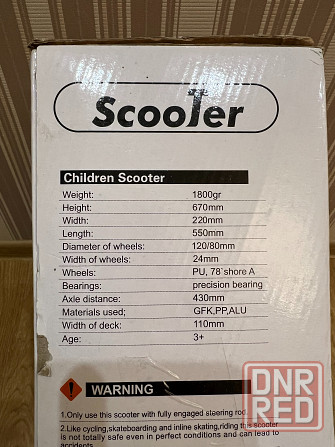 Scooter
Children Scooter
Weight: 1800gr
Height: 670mm
Width: 220mm
Length: 550mm
Diameter of wheels: 120/80mm
Width of wheels: 24mm
Wheels: PU, 78`shore A
Bearings: precision bearing
Axle distance: 430mm
Materials used; GFK,PP,ALU
Width of deck: 110mm
Age: 3+
WARNING
1,Only use this scooter with fully engaged steering rod.
2.Like cycling,skateboarding and inline skating,riding this scooter
is not totally safe even in perfect conditions and can lead to
accidents
DNR
RED